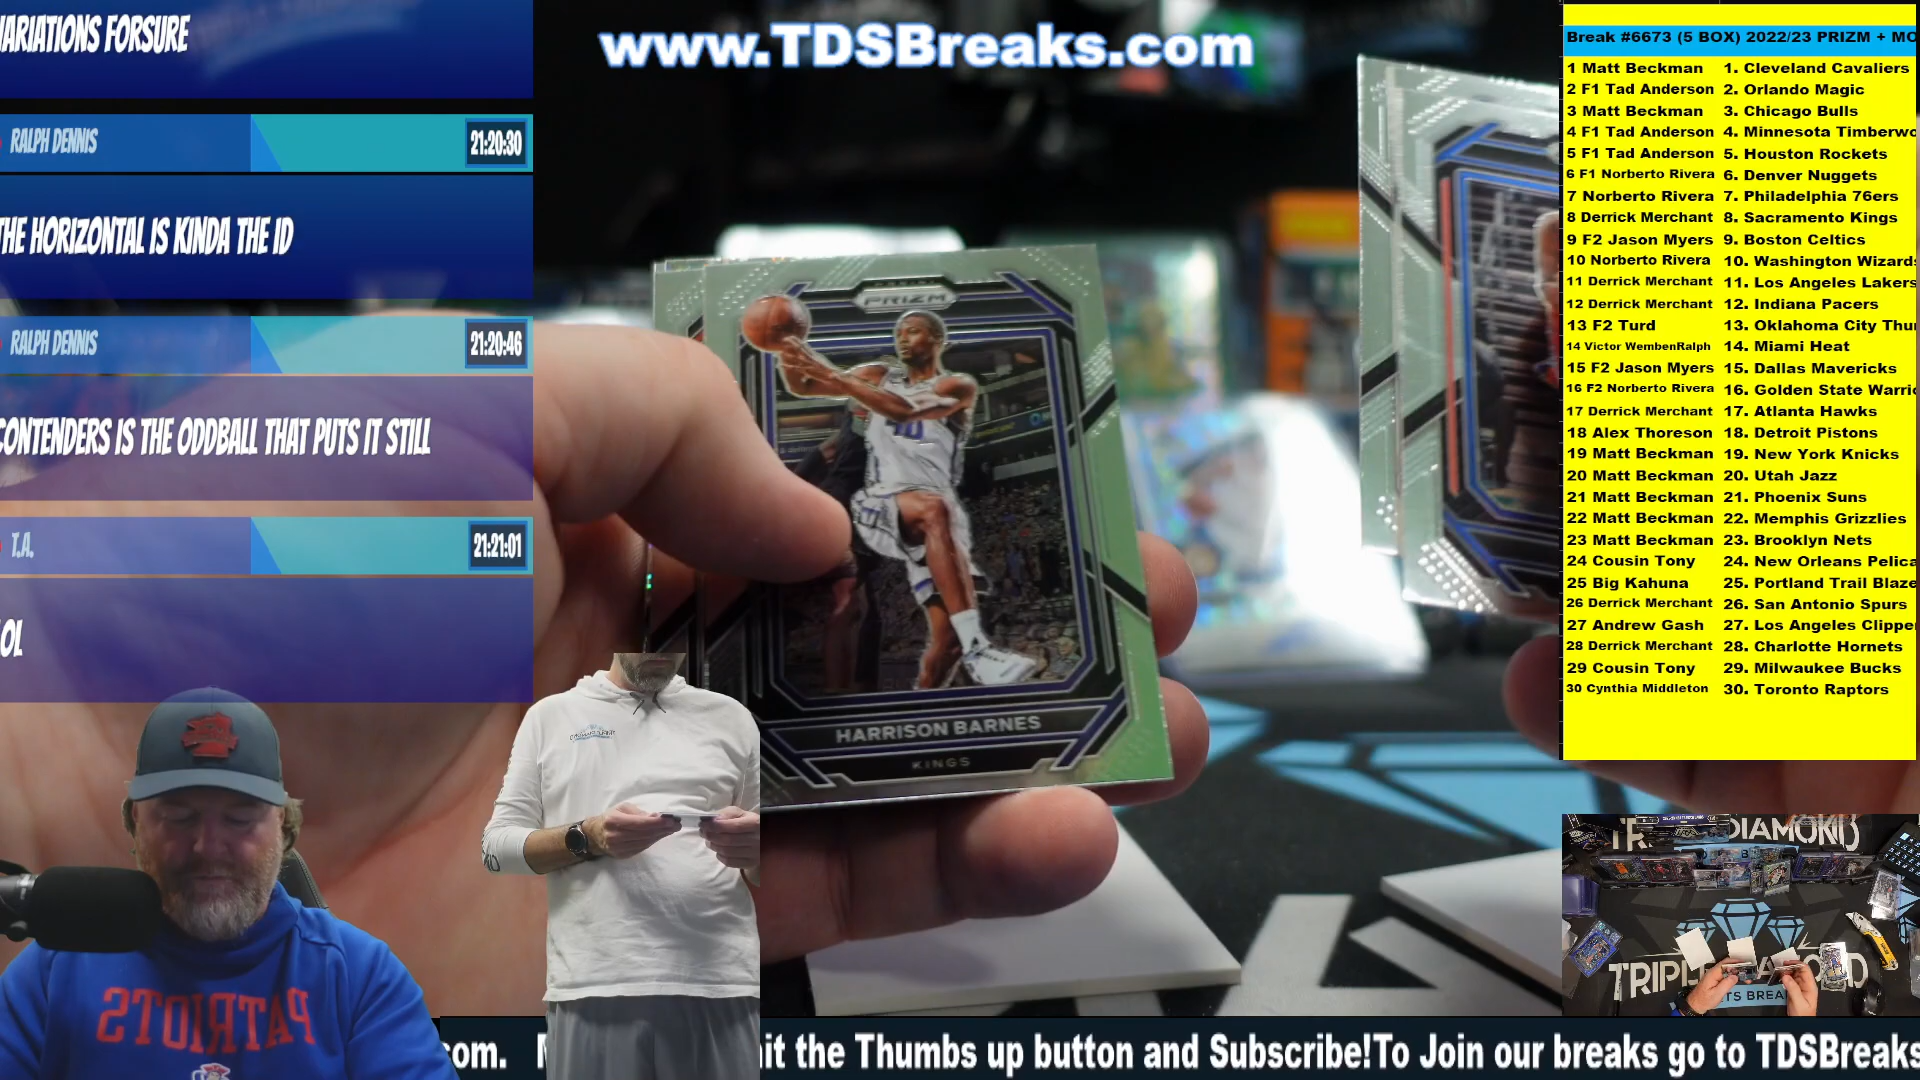 VARIATIONS FORSURE
RALPH DENNIS
21:20:30
THE HORIZONTAL IS KINDA THE ID
RALPH DENNIS
21:20:46
CONTENDERS IS THE ODDBALL THAT PUTS IT STILL
T.A.
21:21:01
OL
www.TDSBreaks.com
PRIZM
HARRISON BARNES
KINGS
PATRIOTS
Break #6673 (5 BOX) 2022/23 PRIZM + MO
1 Matt Beckman 1. Cleveland Cavaliers
2 F1 Tad Anderson 2. Orlando Magic
3 Matt Beckman 3. Chicago Bulls
4 F1 Tad Anderson 4. Minnesota Timberwo
5 F1 Tad Anderson 5. Houston Rockets
6 F1 Norberto Rivera 6. Denver Nuggets
7 Norberto Rivera 7. Philadelphia 76ers
8 Derrick Merchant 8. Sacramento Kings
9 F2 Jason Myers 9. Boston Celtics
10 Norberto Rivera 10. Washington Wizards
11 Derrick Merchant 11. Los Angeles Lakers
12 Derrick Merchant 12. Indiana Pacers
13 F2 Turd 13. Oklahoma City Thu
14 Victor WembenRalph 14. Miami Heat
15 F2 Jason Myers 15. Dallas Mavericks
16 F2 Norberto Rivera 16. Golden State Warrio
17 Derrick Merchant 17. Atlanta Hawks
18 Alex Thoreson 18. Detroit Pistons
19 Matt Beckman 19. New York Knicks
20 Matt Beckman 20. Utah Jazz
21 Matt Beckman 21. Phoenix Suns
22 Matt Beckman 22. Memphis Grizzlies
23 Matt Beckman 23. Brooklyn Nets
24 Cousin Tony 24. New Orleans Pelica
25 Big Kahuna 25. Portland Trail Blaze
26 Derrick Merchant 26. San Antonio Spurs
27 Andrew Gash 27. Los Angeles Clipper
28 Derrick Merchant 28. Charlotte Hornets
29 Cousin Tony 29. Milwaukee Bucks
30 Cynthia Middleton 30. Toronto Raptors
DIAMOND
com. hit the Thumbs up button and Subscribe!To Join our breaks go to TDSBreaks